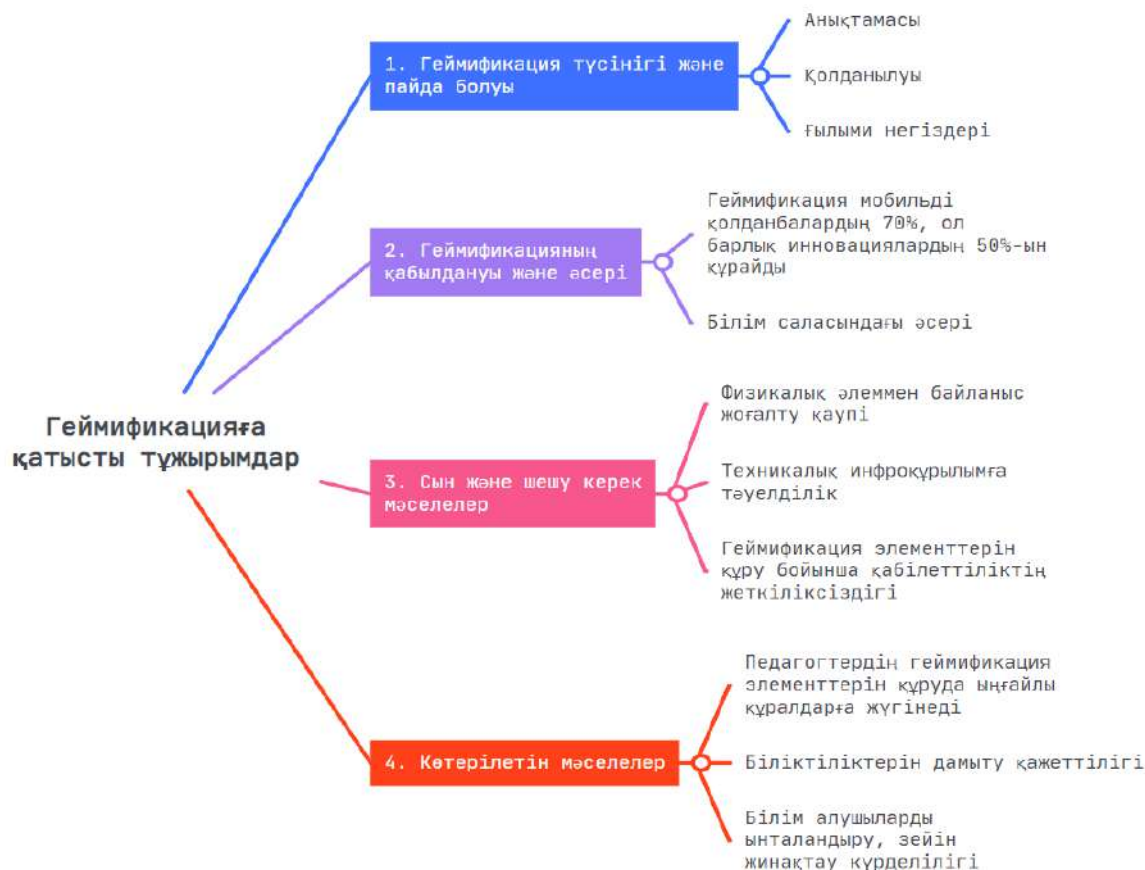 Геймификацияға
қатысты тұжырымдар
1. Геймификация түсінігі және
пайда болуы
Анықтамасы
Қолданылуы
Ғылыми негіздері
2. Геймификацияның
қабылдануы және әсері
Геймификация мобильді
қолданбалардың 70%, ол
барлық инновациялардың 50%-ын
құрайды
Білім саласындағы әсері
3. Сын және шешу керек
мәселелер
Физикалық әлеммен байланыс
жоғалту қаупі
Техникалық инфроқұрылымға
тәуелділік
Геймификация элементтерін
құру бойынша қабілеттіліктің
жеткіліксіздігі
4. Көтерілетін мәселелер
Педагогтердің геймификация
элементтерін құруда ыңғайлы
құралдарға жүгінеді
Біліктіліктерін дамыту қажеттілігі
Білім алушыларды
ынталандыру, зейін
жинақтау күрделілігі